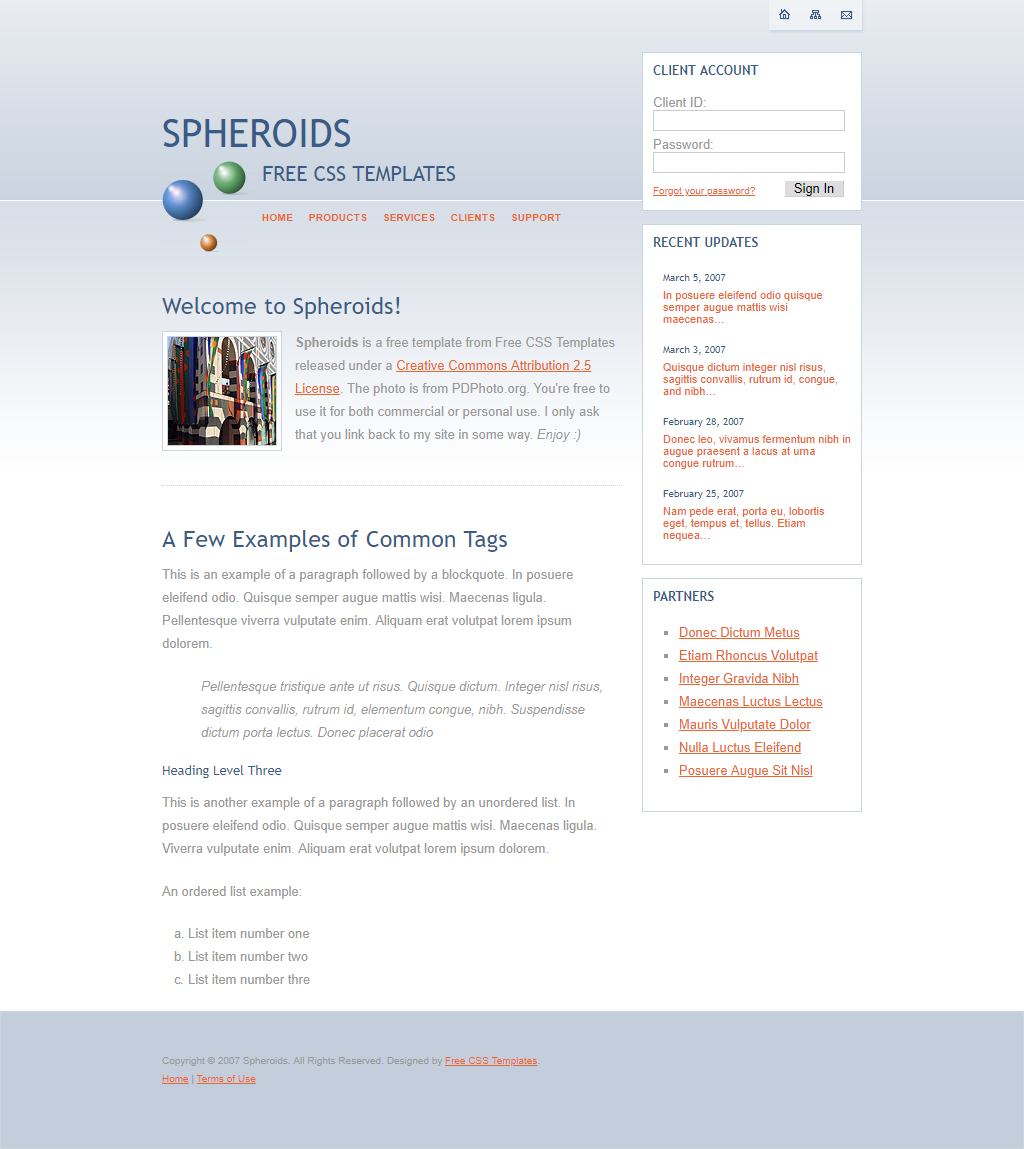 SPHEROIDS
FREE CSS TEMPLATES
HOME PRODUCTS SERVICES CLIENTS SUPPORT
Welcome to Spheroids!
Spheroids is a free template from Free CSS Templates
released under a Creative Commons Attribution 2.5
License. The photo is from PDPhoto.org. You're free to
use it for both commercial or personal use. I only ask
that you link back to my site in some way. Enjoy :)
A Few Examples of Common Tags
This is an example of a paragraph followed by a blockquote. In posuere
eleifend odio. Quisque semper augue mattis wisi. Maecenas ligula.
Pellentesque viverra vulputate enim. Aliquam erat volutpat lorem ipsum
dolorem.
Pellentesque tristique ante ut risus. Quisque dictum. Integer nisl risus,
sagittis convallis, rutrum id, elementum congue, nibh. Suspendisse
dictum porta lectus. Donec placerat odio
Heading Level Three
This is another example of a paragraph followed by an unordered list. In
posuere eleifend odio. Quisque semper augue mattis wisi. Maecenas ligula.
Viverra vulputate enim. Aliquam erat volutpat lorem ipsum dolorem.
An ordered list example:
a. List item number one
b. List item number two
c. List item number thre
CLIENT ACCOUNT
Client ID:
Password:
Forgot your password? Sign In
RECENT UPDATES
March 5, 2007
In posuere eleifend odio quisque
semper augue mattis wisi
maecenas…
March 3, 2007
Quisque dictum integer nisl risus,
sagittis convallis, rutrum id, congue,
and nibh…
February 28, 2007
Donec leo, vivamus fermentum nibh in
augue praesent a lacus at urna
congue rutrum…
February 25, 2007
Nam pede erat, porta eu, lobortis
eget, tempus et, tellus. Etiam
nequea…
PARTNERS
Donec Dictum Metus
Etiam Rhoncus Volutpat
Integer Gravida Nibh
Maecenas Luctus Lectus
Mauris Vulputate Dolor
Nulla Luctus Eleifend
Posuere Augue Sit Nisl
Copyright © 2007 Spheroids. All Rights Reserved. Designed by Free CSS Templates.
Home | Terms of Use